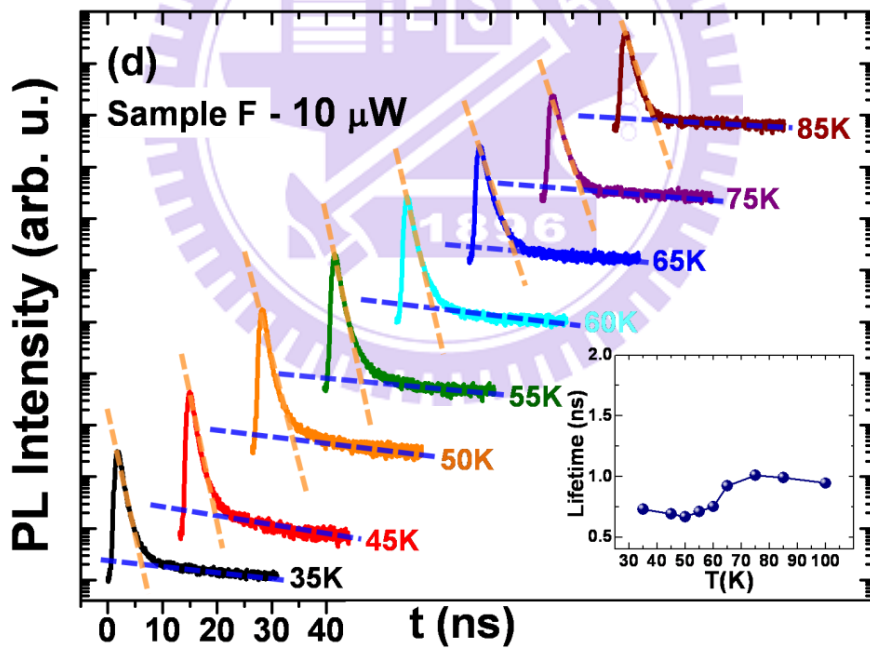 (d)
Sample F - 10 μW
85K
75K
65K
60K
55K
50K
45K
35K
1896
PL Intensity (arb. u.)
0 10 20 30 40
t (ns)
2.0
1.5
1.0
0.5
Lifetime (ns)
30 40 50 60 70 80 90 100
T(K)